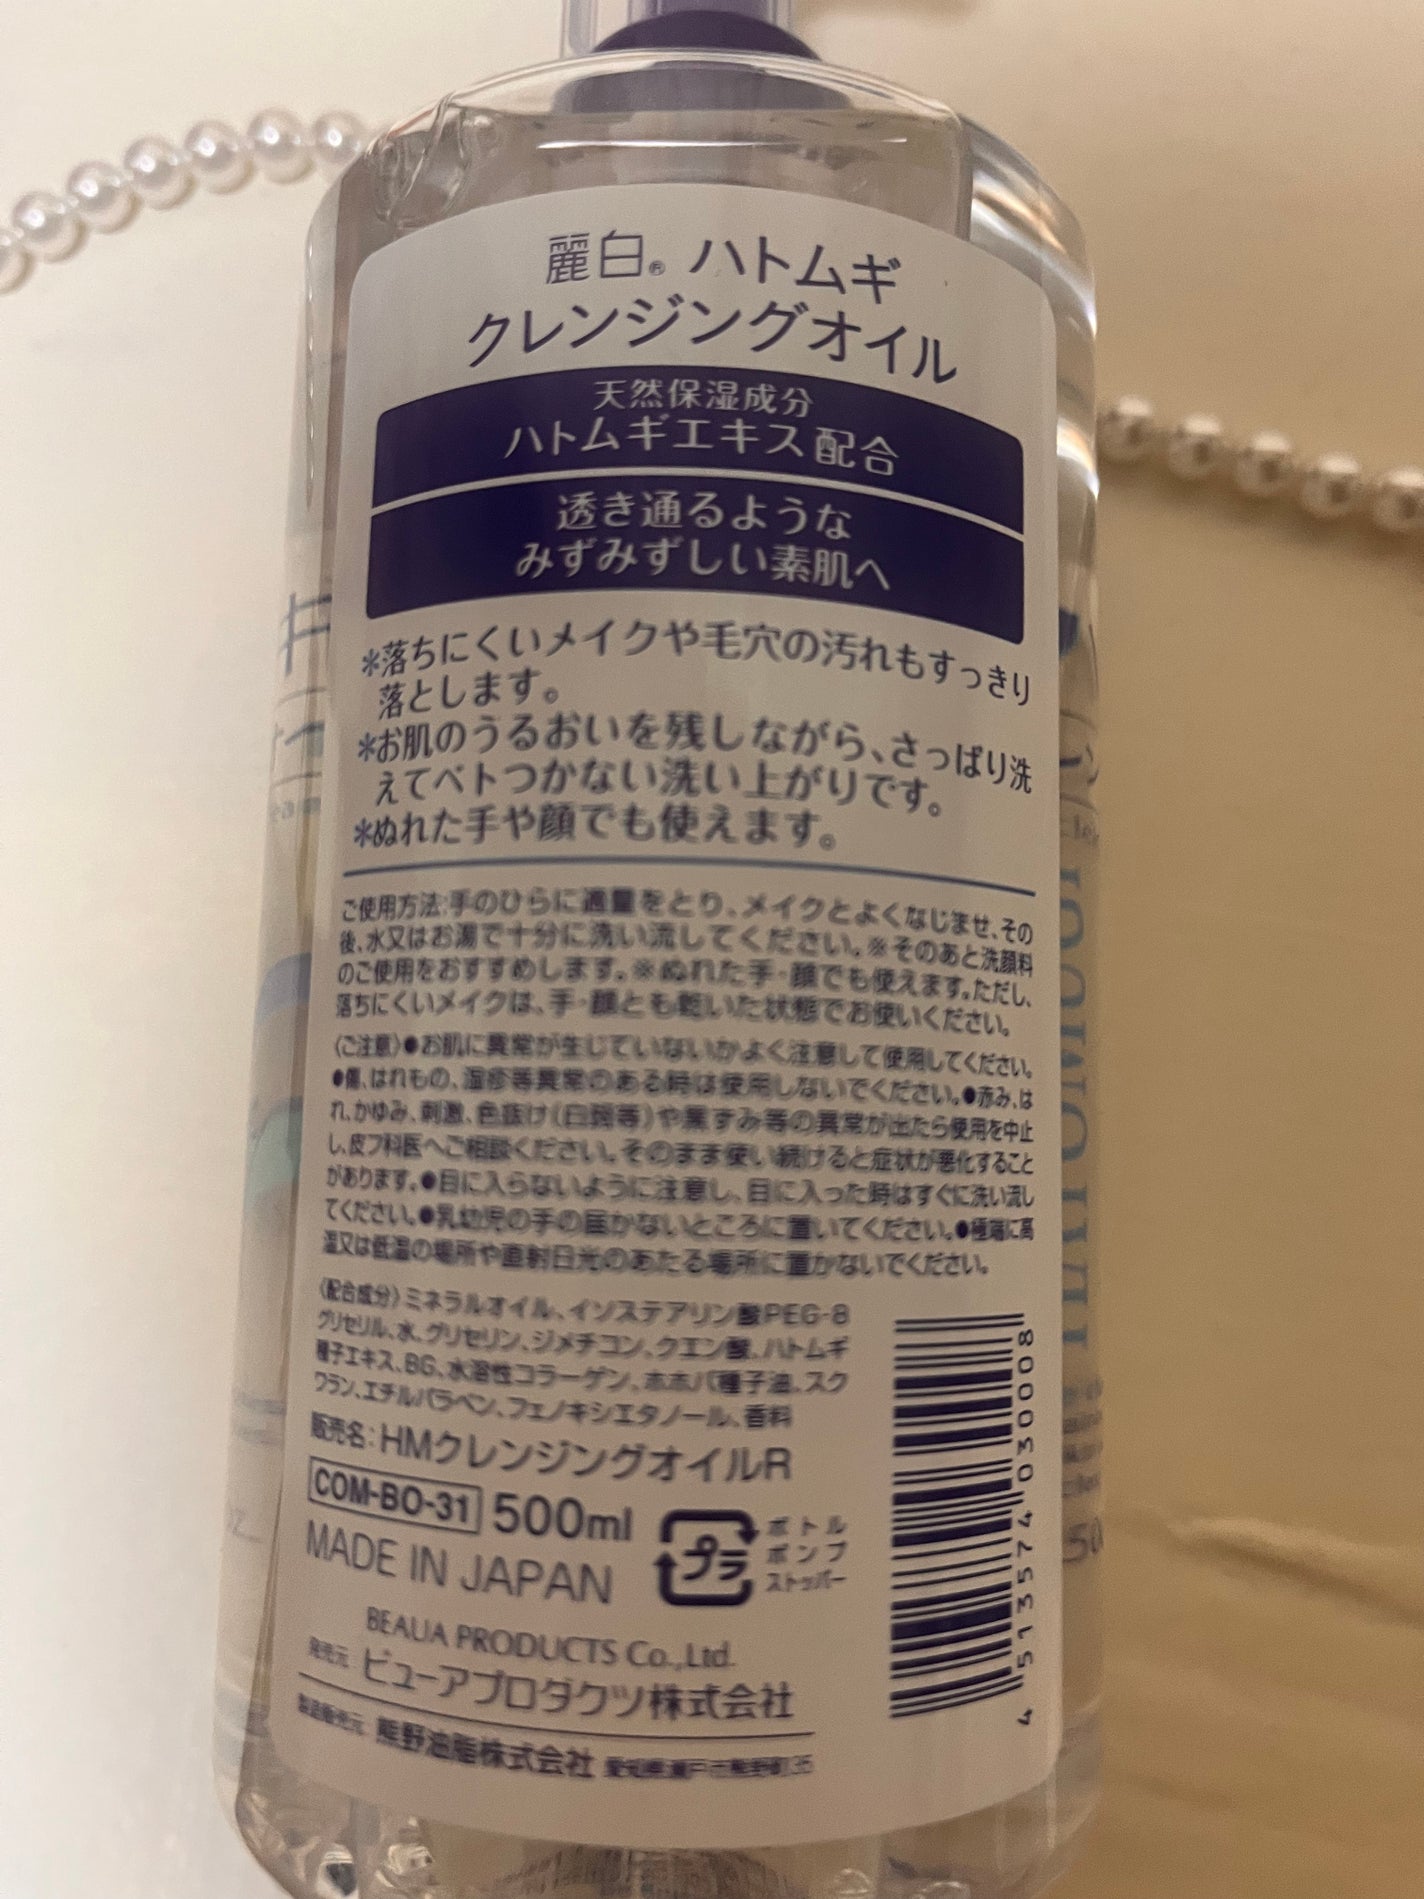 麗白® ハトムギ
クレンジングオイル
天然保湿成分
ハトムギエキス配合
透き通るような
みずみずしい素肌へ
*落ちにくいメイクや毛穴の汚れもすっきり
落とします。
*お肌のうるおいを残しながら、さっぱり洗
えてベトつかない洗い上がりです。
*ぬれた手や顔でも使えます。
ご使用方法:手のひらに適量をとり、メイクとよくなじませ、その
後、水又はお湯で十分に洗い流してください。※そのあと洗顔料
のご使用をおすすめします。※ぬれた手・顔でも使えます。ただし、
落ちにくいメイクは、手・顔とも乾いた状態でお使いください。
〈ご注意〉●お肌に異常が生じていないかよく注意して使用してください。
●傷、はれもの、湿疹等異常のある時は使用しないでください。●赤み、は
れ、かゆみ、刺激、色抜け(白斑等)や黒ずみ等の異常が出たら使用を中止
し、皮フ科医へご相談ください。そのまま使い続けると症状が悪化すること
があります。●目に入らないように注意し、目に入った時はすぐに洗い流し
てください。●乳幼児の手の届かないところに置いてください。●極端に高
温又は低温の場所や直射日光のあたる場所に置かないでください。
〈配合成分〉ミネラルオイル、イソステアリン酸PEG-8
グリセリル、水、グリセリン、ジメチコン、クエン酸、ハトムギ
種子エキス、BG、水溶性コラーゲン、ホホバ種子油、スク
ワラン、エチルパラベン、フェノキシエタノール、香料
販売名:HMクレンジングオイルR
COM-BO-31 500ml
MADE IN JAPAN
プラ
ボトル
ポンプ
ストッパー
BEAUA PRODUCTS Co.,Ltd.
発売元 ビューアプロダクツ株式会社
製造販売元:熊野油脂株式会社 愛知県瀬戸市熊野町35
4 513574 030008